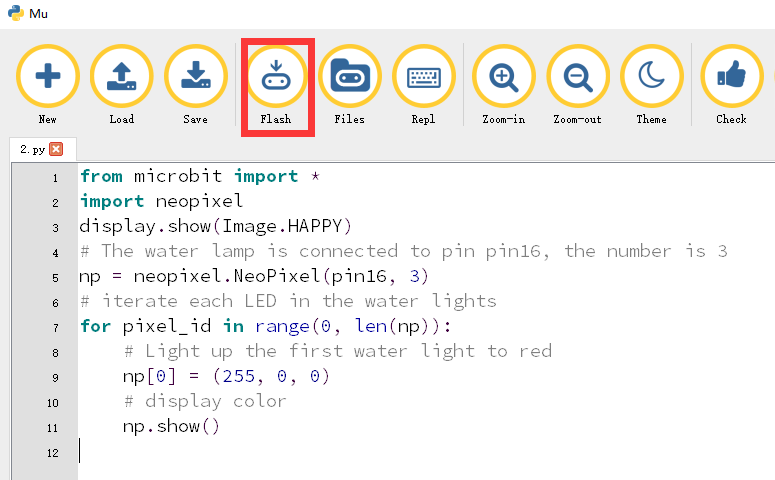 Mu
New Load Save Flash Files Repl Zoom-in Zoom-out Theme Check
2.py
1 from microbit import *
2 import neopixel
3 display.show(Image.HAPPY)
4 # The water lamp is connected to pin pin16, the number is 3
5 np = neopixel.NeoPixel(pin16, 3)
6 # iterate each LED in the water lights
7 for pixel_id in range(0, len(np)):
8     # Light up the first water light to red
9     np[0] = (255, 0, 0)
10     # display color
11     np.show()
12